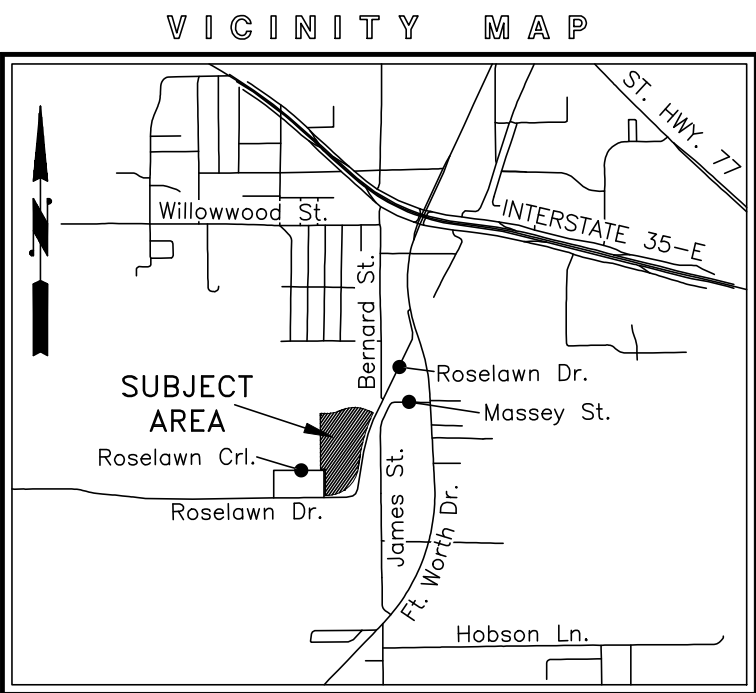 VICINITY MAP
ST. HWY. 77
N
Willowwood St.
INTERSTATE 35-E
Bernard St.
Roselawn Dr.
SUBJECT
AREA
Massey St.
Roselawn Crl.
James St.
Roselawn Dr.
Ft. Worth Dr.
Hobson Ln.